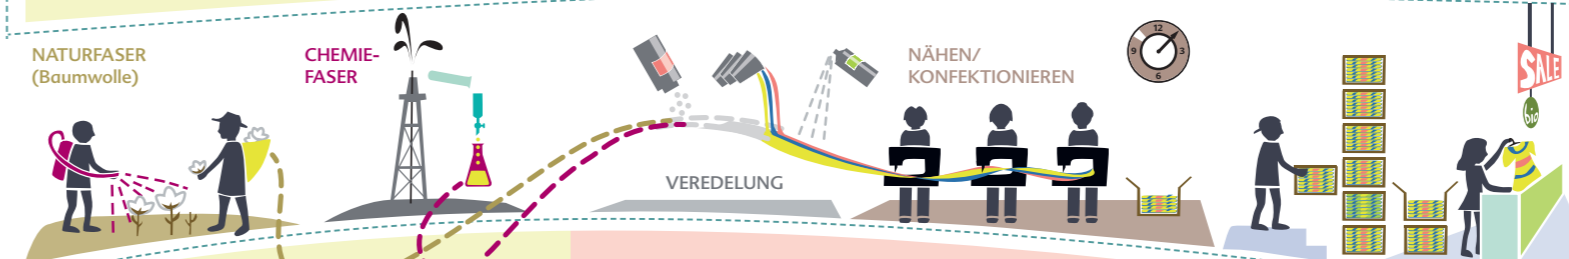 NATURFASER
(Baumwolle)
CHEMIE-
FASER
VEREDELUNG
NÄHEN/
KONFEKTIONIEREN
12
9
3
6
SALE
bio